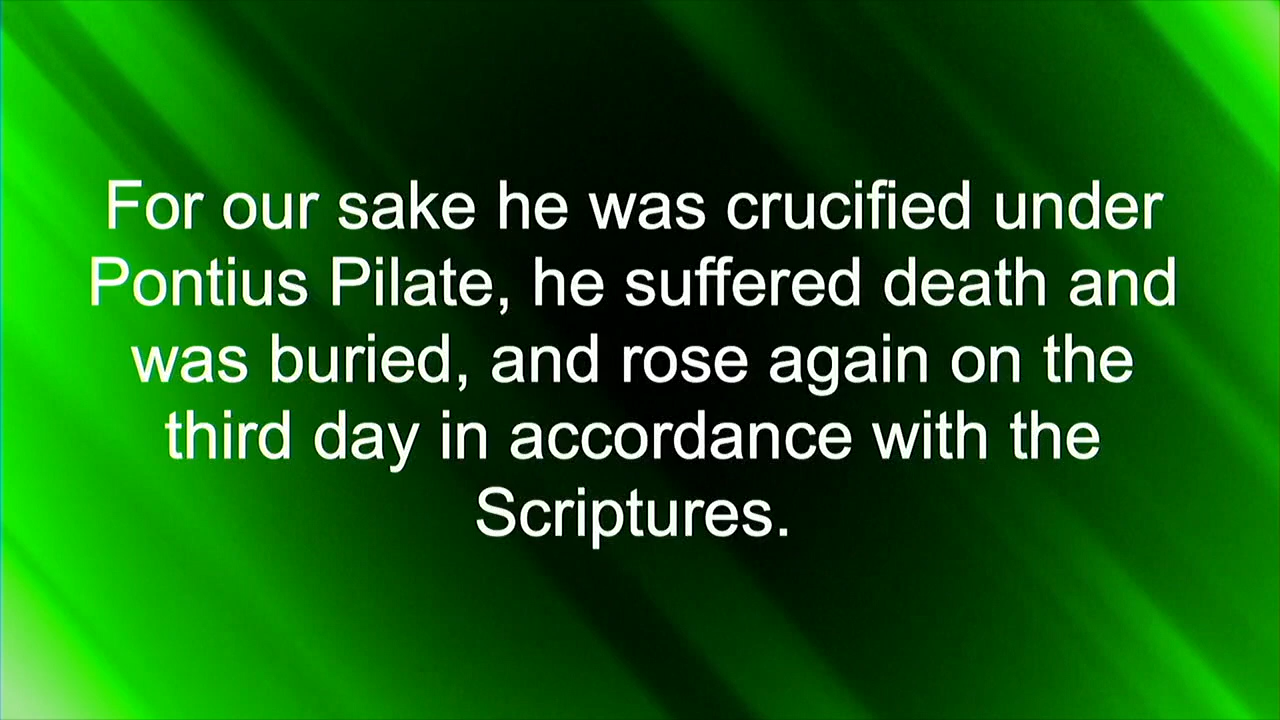 For our sake he was crucified under
Pontius Pilate, he suffered death and
was buried, and rose again on the
third day in accordance with the
Scriptures.